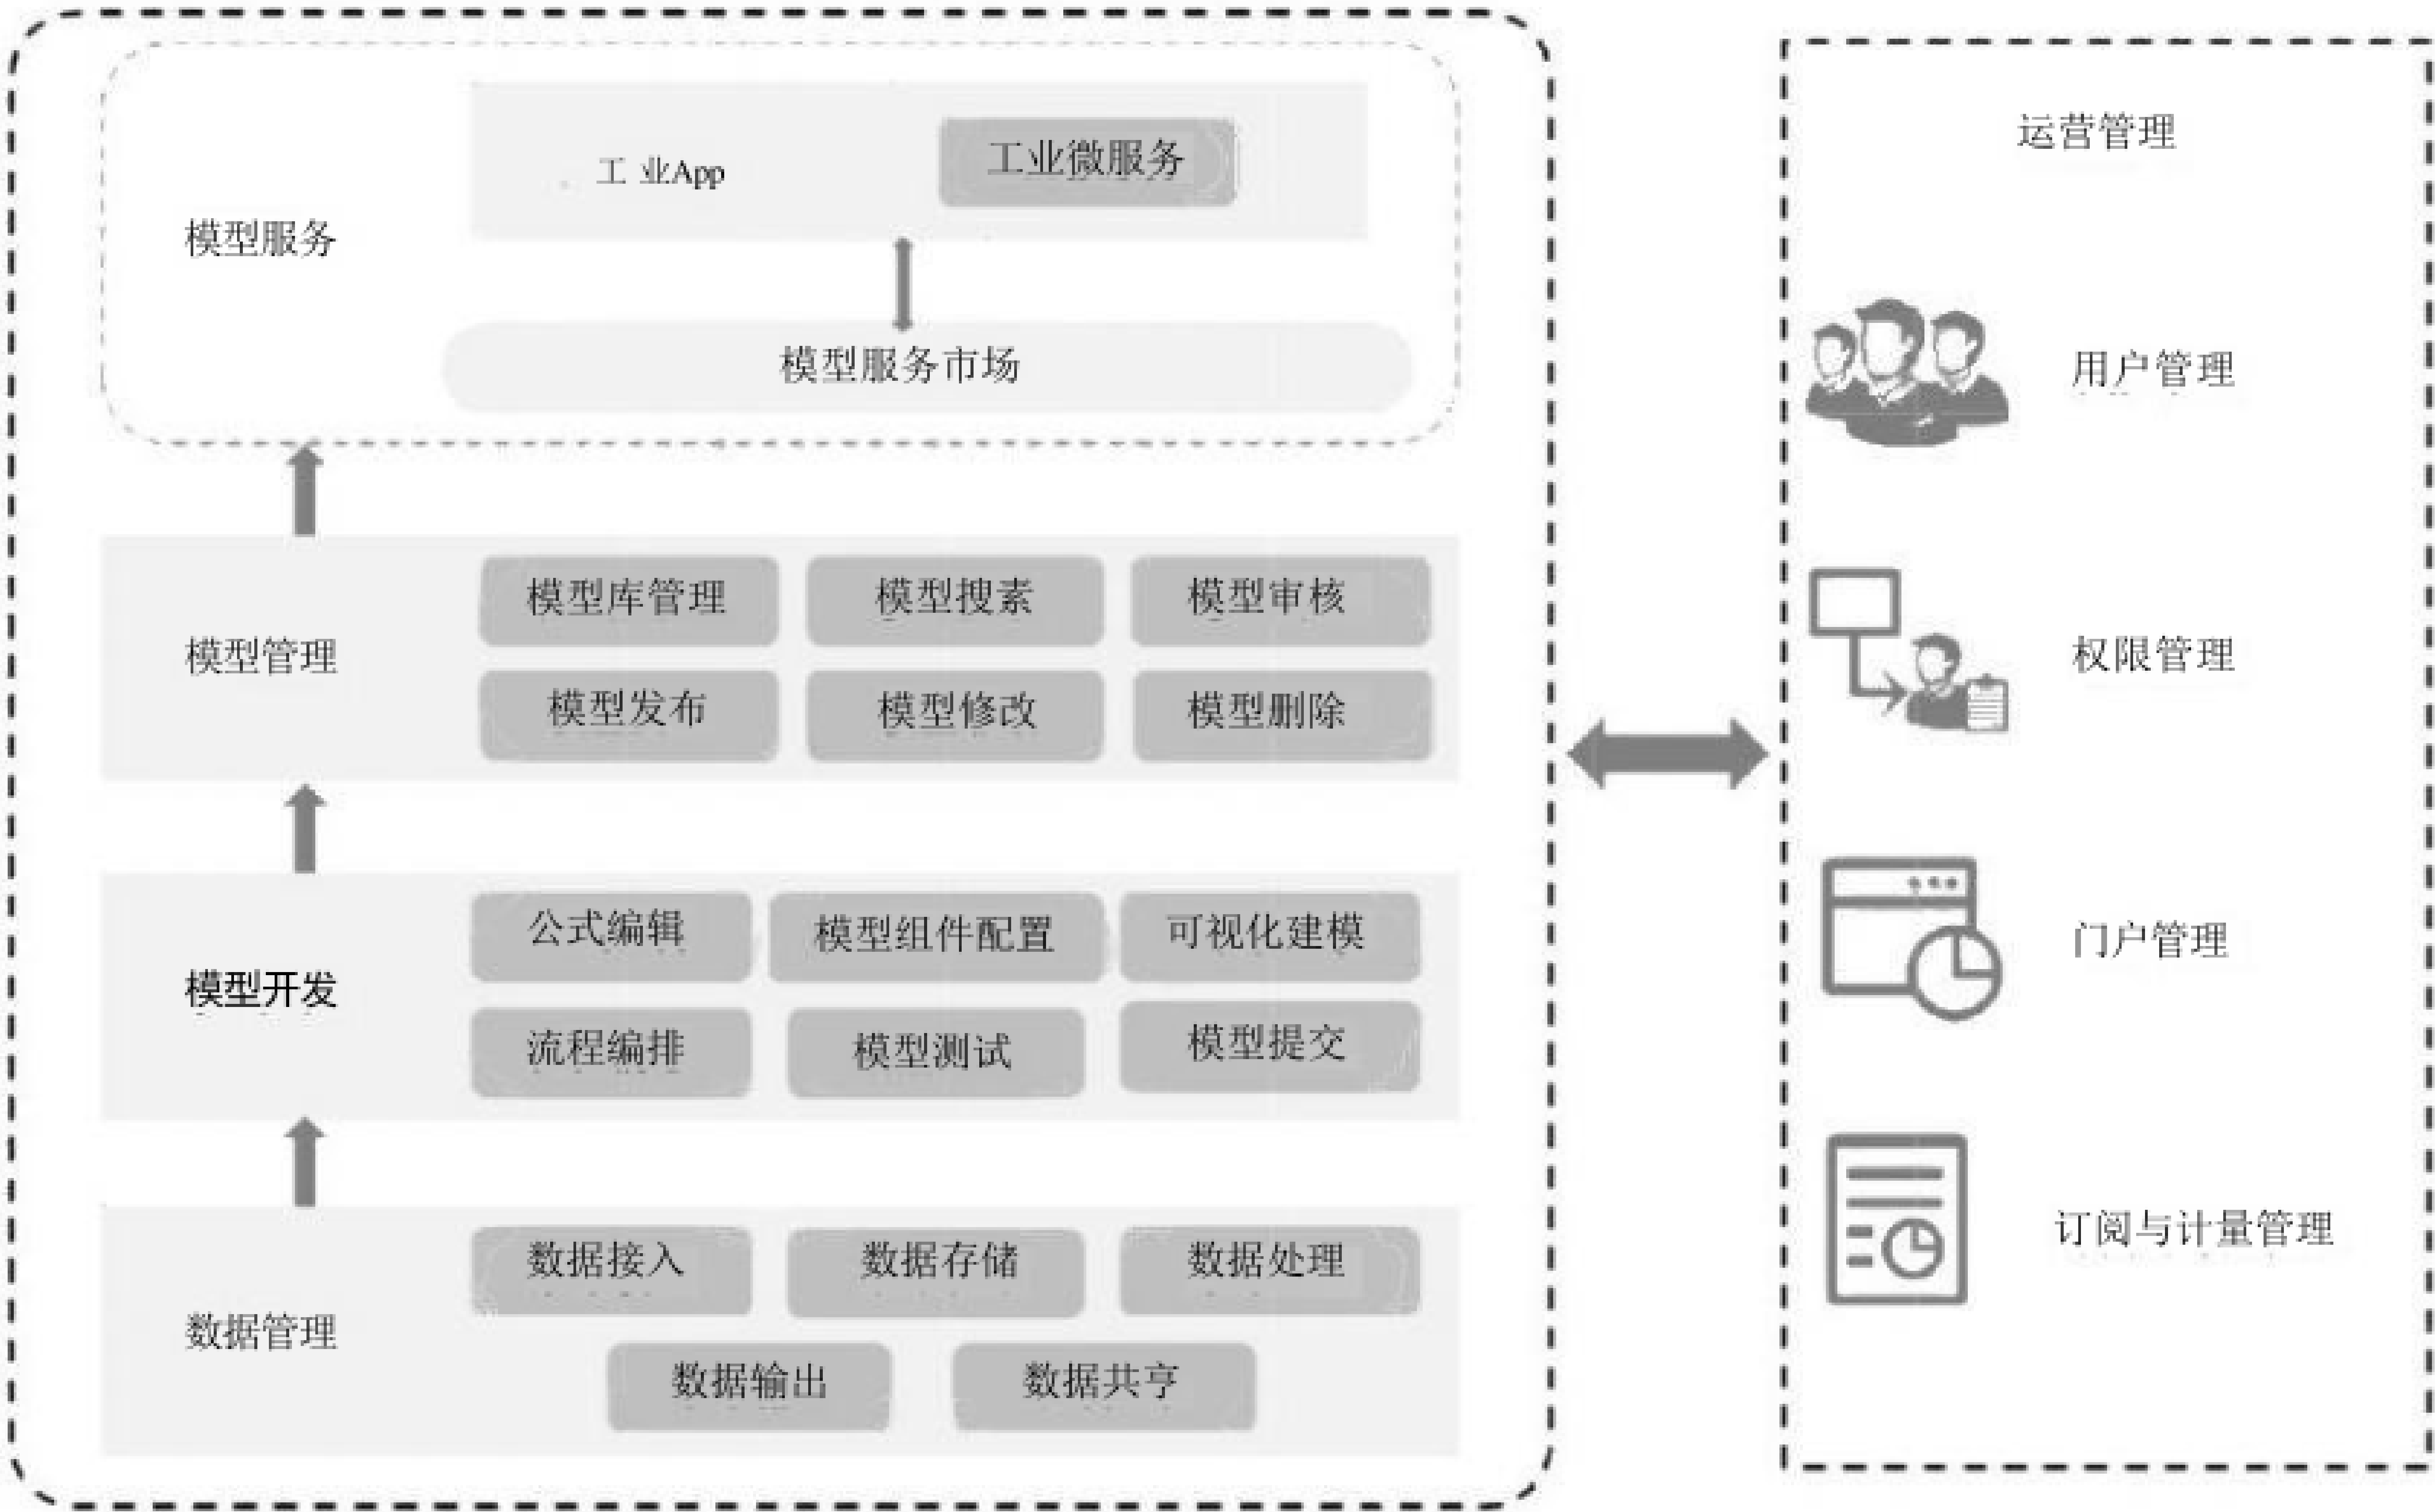 工业App
工业微服务
模型服务
模型服务市场
模型库管理
模型搜素
模型审核
模型管理
模型发布
模型修改
模型删除
公式编辑
模型组件配置
可视化建模
模型开发
流程编排
模型测试
模型提交
数据接入
数据存储
数据处理
数据管理
数据输出
数据共亨
运营管理
用户管理
权限管理
门户管理
订阅与计量管理